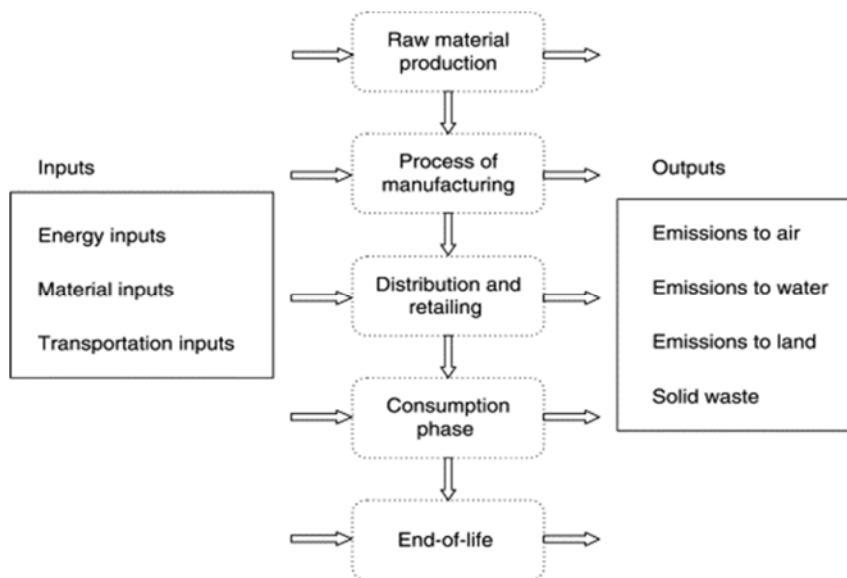 Raw material
production
Inputs
Process of
manufacturing
Outputs
Energy inputs
Material inputs
Transportation inputs
Distribution and
retailing
Emissions to air
Emissions to water
Emissions to land
Solid waste
Consumption
phase
End-of-life